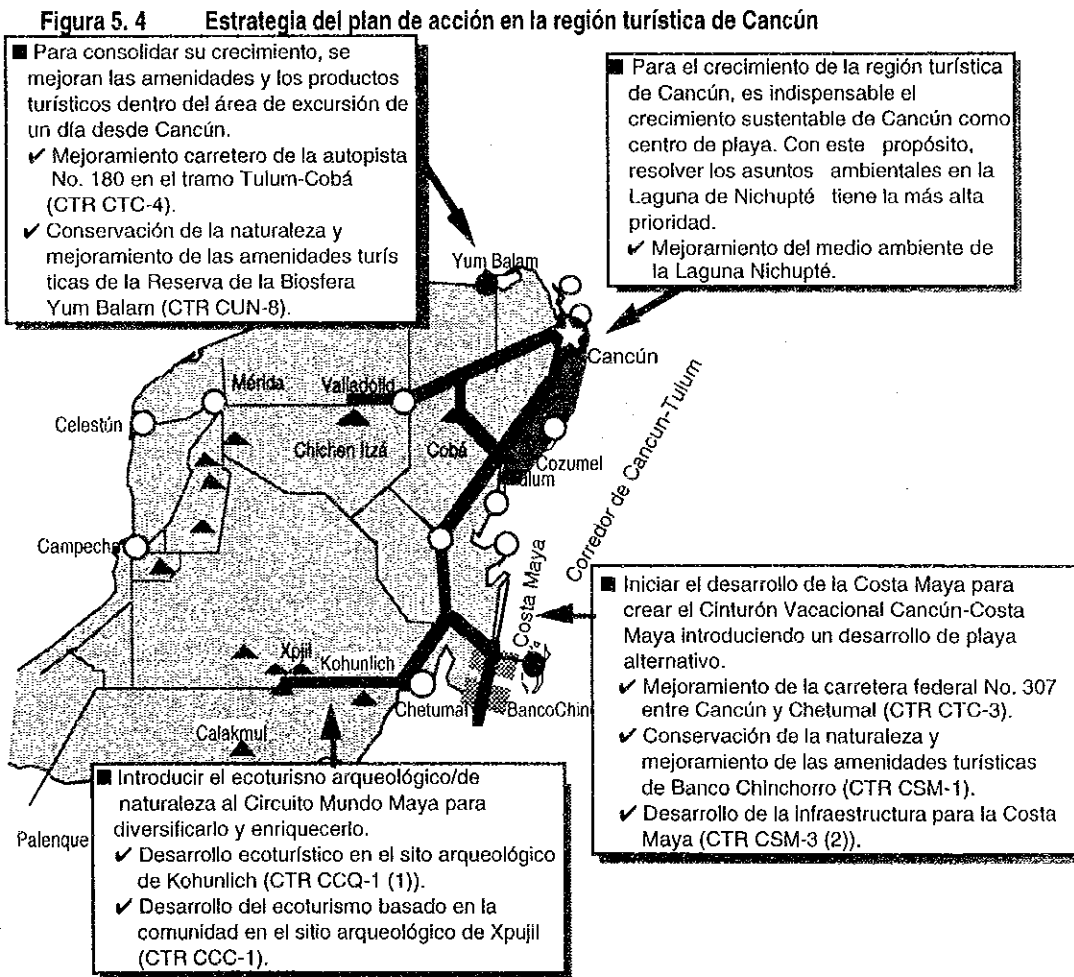 Figura 5. 4 Estrategia del plan de acción en la región turística de Cancún
■ Para consolidar su crecimiento, se
mejoran las amenidades y los productos
turísticos dentro del área de excursión de
un día desde Cancún.
✔ Mejoramiento carretero de la autopista
No. 180 en el tramo Tulum-Cobá
(CTR CTC-4).
✔ Conservación de la naturaleza y
mejoramiento de las amenidades turís
ticas de la Reserva de la Biosfera
Yum Balam (CTR CUN-8).
■ Para el crecimiento de la región turística
de Cancún, es indispensable el
crecimiento sustentable de Cancún como
centro de playa. Con este propósito,
resolver los asuntos ambientales en la
Laguna de Nichupté tiene la más alta
prioridad.
✔ Mejoramiento del medio ambiente de
la Laguna Nichupté.
Yum Balam
Cancún
Mérida
Valladolid
Celestún
Chichen Itzá
Cobá
Cozumel
Tulum
Corredor de Cancun-Tulum
Campeche
Costa Maya
Xpjil
Kohunlich
Chetumal
BancoChin
Calakmul
Palenque
■ Iniciar el desarrollo de la Costa Maya para
crear el Cinturón Vacacional Cancún-Costa
Maya introduciendo un desarrollo de playa
alternativo.
✔ Mejoramiento de la carretera federal No. 307
entre Cancún y Chetumal (CTR CTC-3).
✔ Conservación de la naturaleza y
mejoramiento de las amenidades turísticas
de Banco Chinchorro (CTR CSM-1).
✔ Desarrollo de la infraestructura para la Costa
Maya (CTR CSM-3 (2)).
■ Introducir el ecoturisno arqueológico/de
naturaleza al Circuito Mundo Maya para
diversificarlo y enriquecerlo.
✔ Desarrollo ecoturístico en el sito arqueológico
de Kohunlich (CTR CCQ-1 (1)).
✔ Desarrollo del ecoturismo basado en la
comunidad en el sitio arqueológico de Xpujil
(CTR CCC-1).